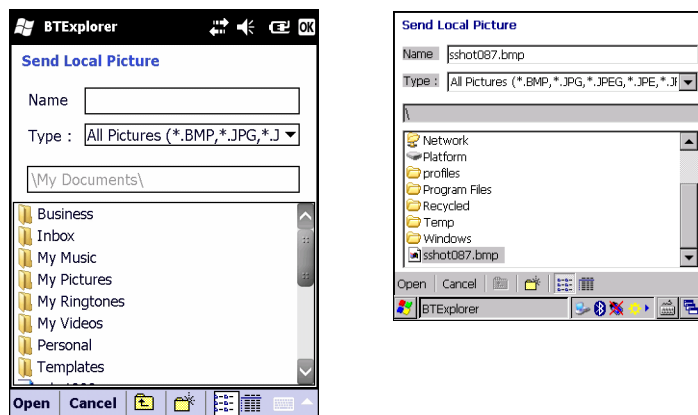 BTExplorer OK
Send Local Picture
Name
Type : All Pictures (*.BMP,*.JPG,*.J
\My Documents\
Business
Inbox
My Music
My Pictures
My Ringtones
My Videos
Personal
Templates
Open Cancel
Send Local Picture
Name sshot087.bmp
Type : All Pictures (*.BMP,*.JPG,*.JPEG,*.JPE,*.JF
\
Network
Platform
profiles
Program Files
Recycled
Temp
Windows
sshot087.bmp
Open Cancel
BTExplorer